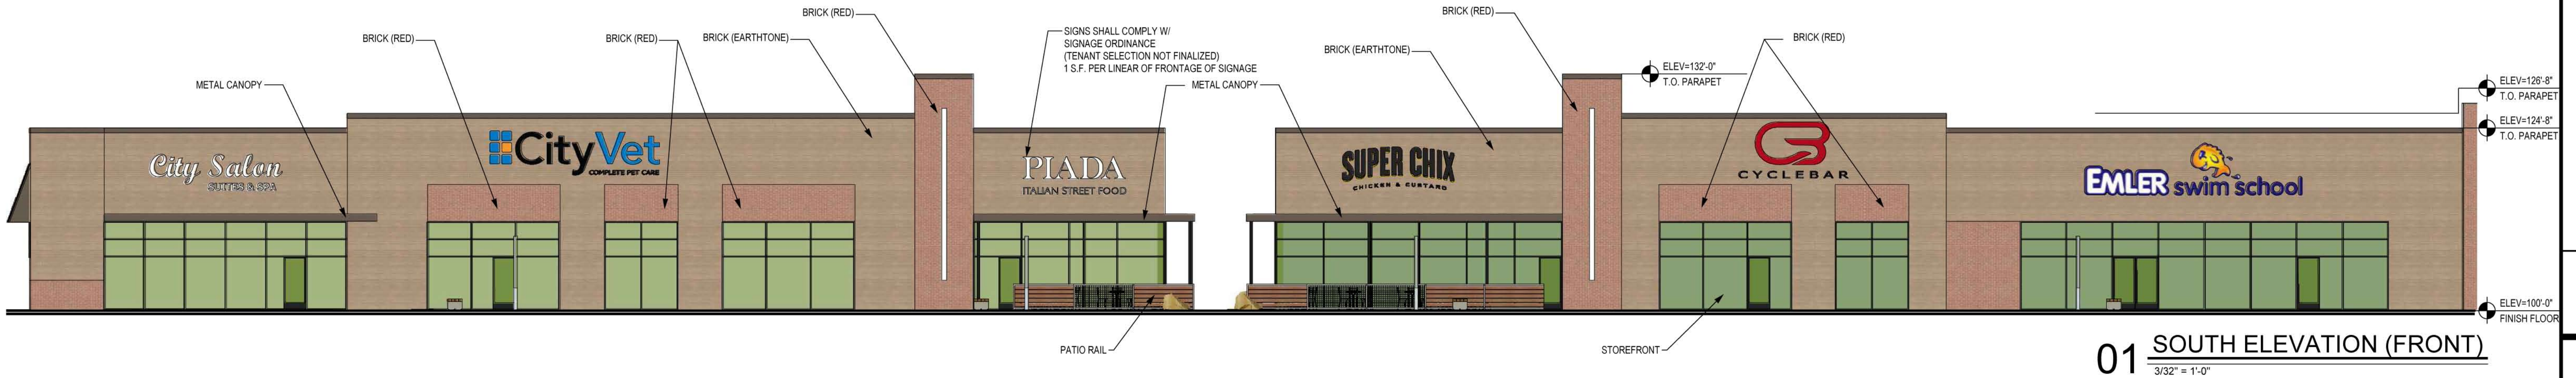 BRICK (RED)
BRICK (RED)
BRICK (RED)
BRICK (RED)
BRICK (EARTHTONE)
SIGNS SHALL COMPLY W/
SIGNAGE ORDINANCE
(TENANT SELECTION NOT FINALIZED)
1 S.F. PER LINEAR OF FRONTAGE OF SIGNAGE
BRICK (EARTHTONE)
BRICK (RED)
METAL CANOPY
METAL CANOPY
ELEV=132'-0"
T.O. PARAPET
ELEV=126'-8"
T.O. PARAPET
ELEV=124'-8"
T.O. PARAPET
City Salon
SUITES & SPA
CityVet
COMPLETE PET CARE
PIADA
ITALIAN STREET FOOD
SUPER CHIX
CHICKEN & CUSTARD
CB
CYCLEBAR
EMLER swim school
ELEV=100'-0"
FINISH FLOOR
PATIO RAIL
STOREFRONT
01 SOUTH ELEVATION (FRONT)
3/32" = 1'-0"